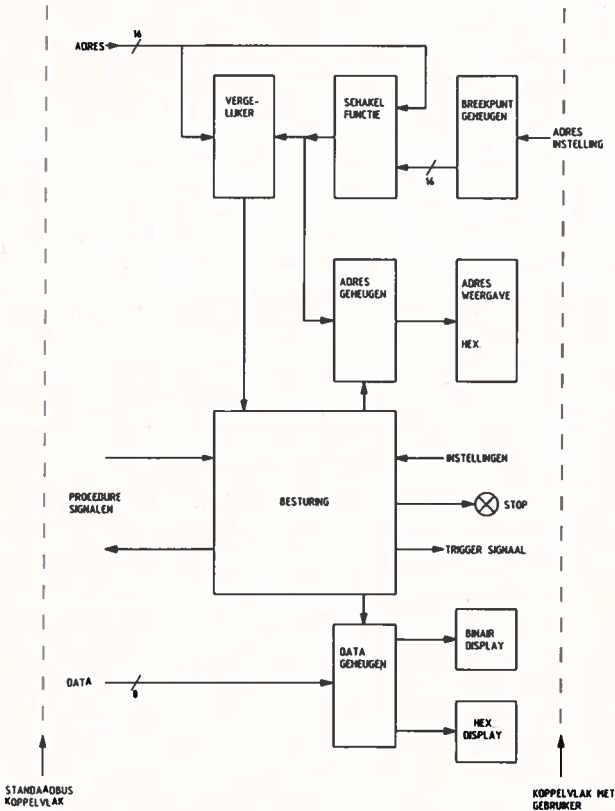 16
ADRES
VERGE-
LIJKER
SCHAKEL
FUNCTIE
BREEKPUNT
GEHEUGEN
ADRES
INSTELLING
16
ADRES
GEHEUGEN
ADRES
WEERGAVE
HEX.
PROCEDURE
SIGNALEN
BESTURING
INSTELLINGEN
STOP
TRIGGER SIGNAAL
DATA
8
DATA
GEHEUGEN
BINAIR
DISPLAY
HEX.
DISPLAY
STANDAADBUS
KOPPELVLAK
KOPPELVLAK MET
GEBRUIKER